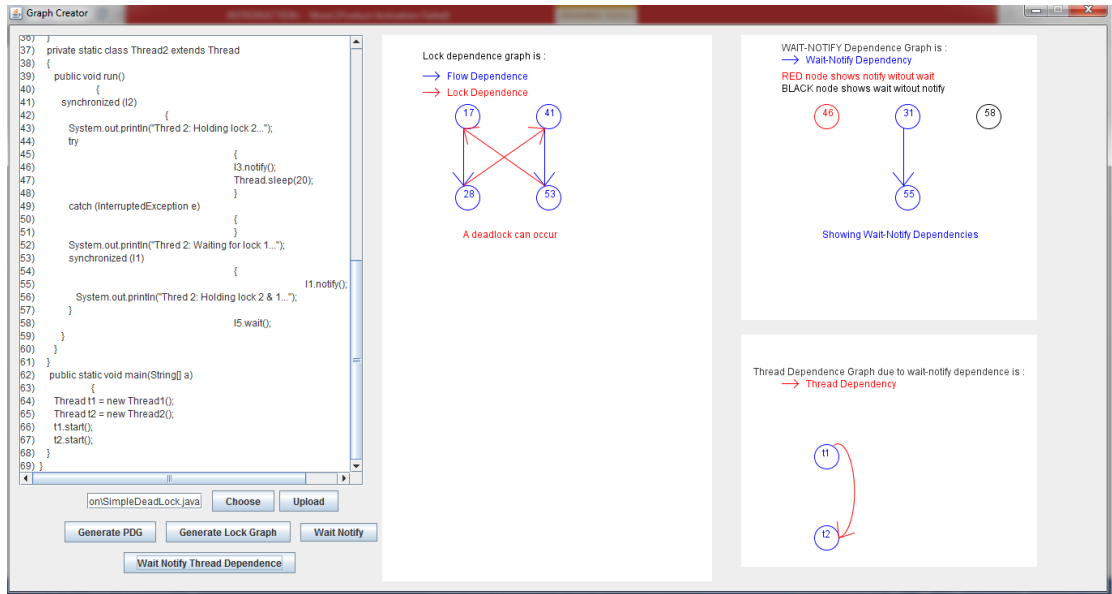 Graph Creator
36) }
37) private static class Thread2 extends Thread
38) {
39) public void run()
40) {
41) synchronized (l2)
42) {
43) System.out.println("Thred 2: Holding lock 2...");
44) try
45) {
46) l3.notify();
47) Thread.sleep(20);
48) }
49) catch (InterruptedException e)
50) {
51) }
52) System.out.println("Thred 2: Waiting for lock 1...");
53) synchronized (l1)
54) {
55) l1.notify();
56) System.out.println("Thred 2: Holding lock 2 & 1...");
57) }
58) l5.wait();
59) }
60) }
61) }
62) public static void main(String[] a)
63) {
64) Thread t1 = new Thread1();
65) Thread t2 = new Thread2();
66) t1.start();
67) t2.start();
68) }
69) }
on\SimpleDeadLock.java
Choose
Upload
Generate PDG
Generate Lock Graph
Wait Notify
Wait Notify Thread Dependence
Lock dependence graph is :
Flow Dependence
Lock Dependence
17
41
28
53
A deadlock can occur
WAIT-NOTIFY Dependence Graph is :
Wait-Notify Dependency
RED node shows notify witout wait
BLACK node shows wait witout notify
46
31
58
55
Showing Wait-Notify Dependencies
Thread Dependence Graph due to wait-notify dependence is :
Thread Dependency
t1
t2